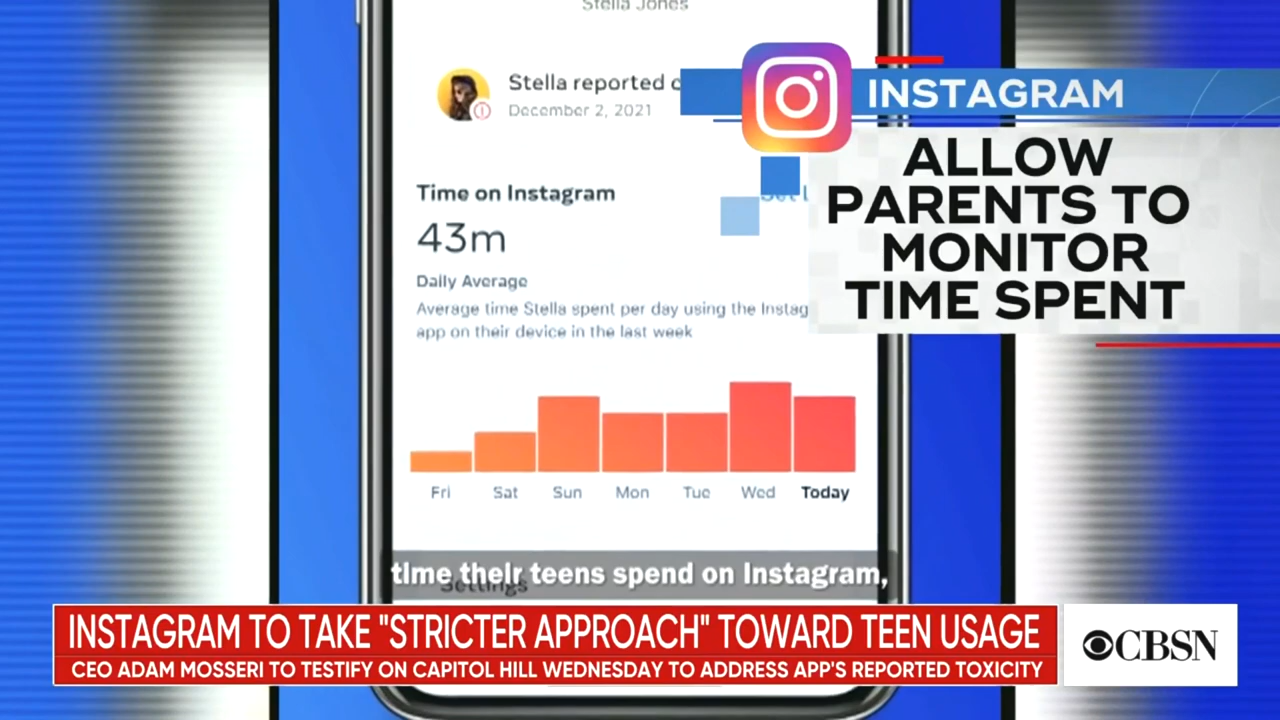 Stella Jones
Stella reported
December 2, 2021
INSTAGRAM
ALLOW
PARENTS TO
MONITOR
TIME SPENT
Time on Instagram
43m
Daily Average
Average time Stella spent per day using the Instag
app on their device in the last week
Fri Sat Sun Mon Tue Wed Today
Settings
time their teens spend on Instagram,
INSTAGRAM TO TAKE "STRICTER APPROACH" TOWARD TEEN USAGE
CEO ADAM MOSSERI TO TESTIFY ON CAPITOL HILL WEDNESDAY TO ADDRESS APP'S REPORTED TOXICITY
CBSN